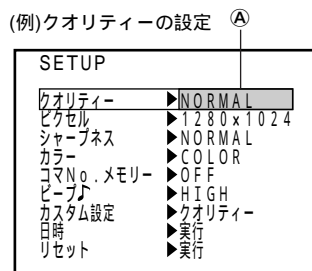 (例)クオリティーの設定 Ⓐ
SETUP
クオリティー ▶NORMAL
ピクセル ▶1280x1024
シャープネス ▶NORMAL
カラー ▶COLOR
コマNo.メモリー ▶OFF
ビープ♪ ▶HIGH
カスタム設定 ▶クオリティー
日時 ▶実行
リセット ▶実行